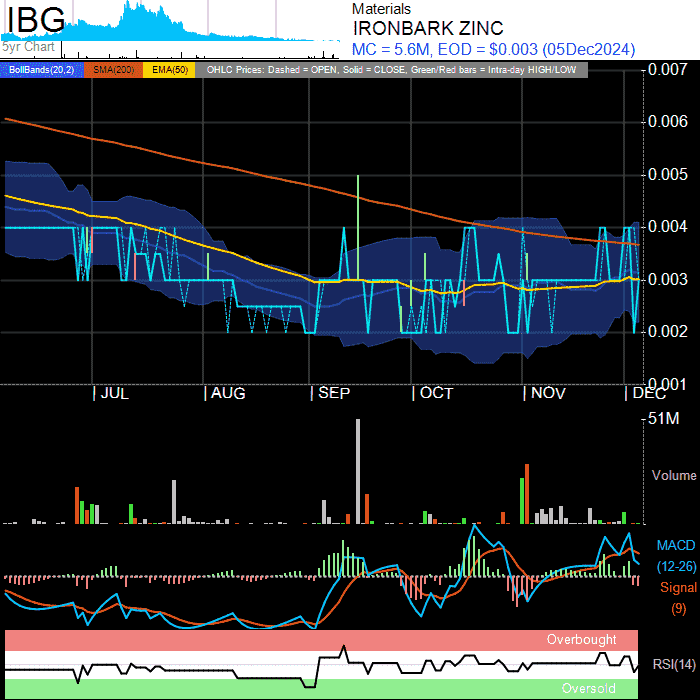 IBG
5yr Chart
Materials
IRONBARK ZINC
MC = 5.6M, EOD = $0.003 (05Dec2024)
BollBands(20,2) SMA(200) EMA(50) OHLC Prices: Dashed = OPEN, Solid = CLOSE, Green/Red bars = Intra-day HIGH/LOW
0.007
0.006
0.005
0.004
0.003
0.002
0.001
JUL AUG SEP OCT NOV DEC
51M
Volume
MACD
(12-26)
Signal
(9)
Overbought
RSI(14)
Oversold